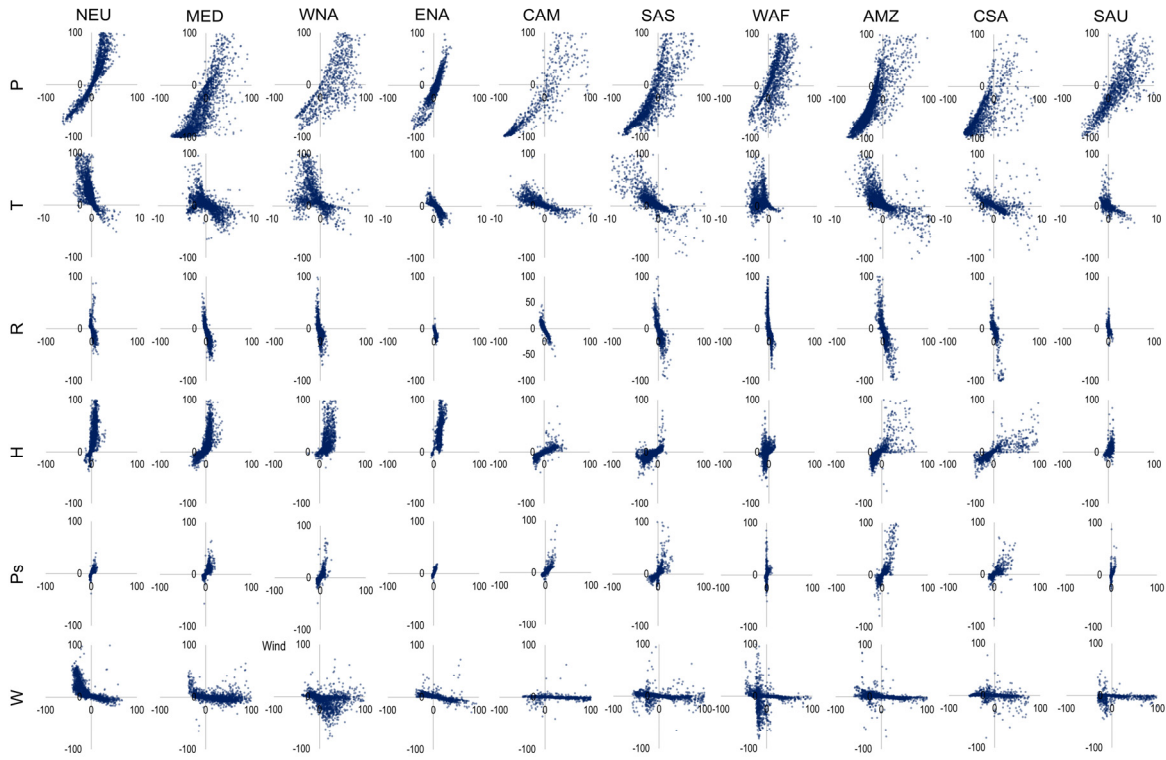 NEU MED WNA ENA CAM SAS WAF AMZ CSA SAU
100 100 100 100 100 100 100 100 100 100
P -100 0 100 -100 0 100 -100 0 100 -100 0 100 -100 0 100 -100 0 100 -100 0 100 -100 0 100 -100 0 100 -100 0 100
-100 -100 -100 -100 -100 -100 -100 -100 -100 -100
100 100 100 100 100 100 100 100 100 100
T -10 0 10 -10 0 10 -10 0 10 -10 0 10 -10 0 10 -10 0 10 -10 0 10 -10 0 10 -10 0 10 -10 0 10
-100 -100 -100 -100 -100 -100 -100 -100 -100 -100
100 100 100 100 100 100 100 100 100 100
50
R -100 0 100 -100 0 100 -100 0 100 -100 0 100 -100 0 100 -100 0 100 -100 0 100 -100 0 100 -100 0 100 -100 0 100
-50
-100 -100 -100 -100 -100 -100 -100 -100 -100
100 100 100 100 100 100 100 100 100 100
H -100 0 100 -100 0 100 -100 0 100 -100 0 100 -100 0 100 -100 0 100 -100 0 100 -100 0 100 -100 0 100 -100 0 100
-100 -100 -100 -100 -100 -100 -100 -100 -100 -100
100 100 100 100 100 100 100 100 100 100
Ps -100 0 100 -100 0 100 -100 0 100 -100 0 100 -100 0 100 -100 0 100 -100 0 100 -100 0 100 -100 0 100 -100 0 100
-100 -100 -100 -100 -100 -100 -100 -100 -100 -100
100 100 Wind 100 100 100 100 100 100 100 100
W -100 0 100 -100 0 100 -100 0 100 -100 0 100 -100 0 100 -100 0 100 -100 0 100 -100 0 100 -100 0 100 -100 0 100
-100 -100 -100 -100 -100 -100 -100 -100 -100 -100